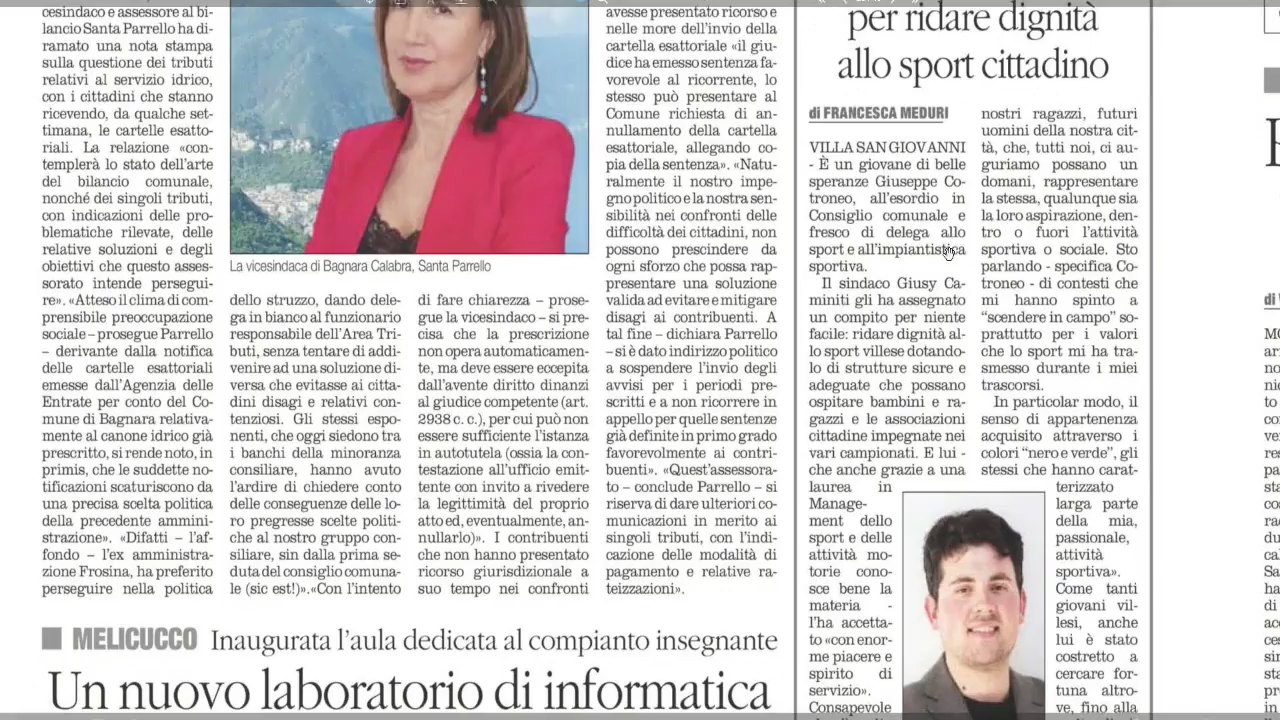 cesindaco e assessore al bi-
lancio Santa Parrello ha di-
ramato una nota stampa
sulla questione dei tributi
relativi al servizio idrico,
con i cittadini che stanno
ricevendo, da qualche set-
timana, le cartelle esatto-
riali. La relazione «con-
templerà lo stato dell'arte
del bilancio comunale,
nonché dei singoli tributi,
con indicazioni delle pro-
blematiche rilevate, delle
relative soluzioni e degli
obiettivi che questo asses-
sorato intende persegui-
re». «Atteso il clima di com-
prensibile preoccupazione
sociale – prosegue Parrello
– derivante dalla notifica
delle cartelle esattoriali
emesse dall'Agenzia delle
Entrate per conto del Co-
mune di Bagnara relativa-
mente al canone idrico già
prescritto, si rende noto, in
primis, che le suddette no-
tificazioni scaturiscono da
una precisa scelta politica
della precedente ammini-
strazione». «Difatti – l'af-
fondo – l'ex amministra-
zione Frosina, ha preferito
perseguire nella politica
La vicesindaca di Bagnara Calabra, Santa Parrello
dello struzzo, dando dele-
ga in bianco al funzionario
responsabile dell'Area Tri-
buti, senza tentare di addi-
venire ad una soluzione di-
versa che evitasse ai citta-
dini disagi e relativi con-
tenziosi. Gli stessi espo-
nenti, che oggi siedono tra
i banchi della minoranza
consiliare, hanno avuto
l'ardire di chiedere conto
delle conseguenze delle lo-
ro pregresse scelte politi-
che al nostro gruppo con-
siliare, sin dalla prima se-
duta del consiglio comuna-
le (sic est!)».«Con l'intento
di fare chiarezza – prose-
gue la vicesindaco – si pre-
cisa che la prescrizione
non opera automaticamen-
te, ma deve essere eccepita
dall'avente diritto dinanzi
al giudice competente (art.
2938 c. c.), per cui può non
essere sufficiente l'istanza
in autotutela (ossia la con-
testazione all'ufficio emit-
tente con invito a rivedere
la legittimità del proprio
atto ed, eventualmente, an-
nullarlo)». I contribuenti
che non hanno presentato
ricorso giurisdizionale a
suo tempo nei confronti
avesse presentato ricorso e
nelle more dell'invio della
cartella esattoriale «il giu-
dice ha emesso sentenza fa-
vorevole al ricorrente, lo
stesso può presentare al
Comune richiesta di an-
nullamento della cartella
esattoriale, allegando co-
pia della sentenza». «Natu-
ralmente il nostro impe-
gno politico e la nostra sen-
sibilità nei confronti delle
difficoltà dei cittadini, non
possono prescindere da
ogni sforzo che possa rap-
presentare una soluzione
valida ad evitare e mitigare
disagi ai contribuenti. A
tal fine – dichiara Parrello
– si è dato indirizzo politico
a sospendere l'invio degli
avvisi per i periodi pre-
scritti e a non ricorrere in
appello per quelle sentenze
già definite in primo grado
favorevolmente ai contri-
buenti». «Quest'assessora-
to – conclude Parrello – si
riserva di dare ulteriori co-
municazioni in merito ai
singoli tributi, con l'indi-
cazione delle modalità di
pagamento e relative ra-
teizzazioni».
MELICUCCO Inaugurata l'aula dedicata al compianto insegnante
Un nuovo laboratorio di informatica
per ridare dignità
allo sport cittadino
di FRANCESCA MEDURI
VILLA SAN GIOVANNI
- È un giovane di belle
speranze Giuseppe Co-
troneo, all'esordio in
Consiglio comunale e
fresco di delega allo
sport e all'impiantistica
sportiva.
Il sindaco Giusy Ca-
miniti gli ha assegnato
un compito per niente
facile: ridare dignità al-
lo sport villese dotando-
lo di strutture sicure e
adeguate che possano
ospitare bambini e ra-
gazzi e le associazioni
cittadine impegnate nei
vari campionati. E lui -
che anche grazie a una
laurea in
Manage-
ment dello
sport e delle
attività mo-
torie cono-
sce bene la
materia -
l'ha accetta-
to «con enor-
me piacere e
spirito di
servizio».
Consapevole
nostri ragazzi, futuri
uomini della nostra cit-
tà, che, tutti noi, ci au-
guriamo possano un
domani, rappresentare
la stessa, qualunque sia
la loro aspirazione, den-
tro o fuori l'attività
sportiva o sociale. Sto
parlando - specifica Co-
troneo - di contesti che
mi hanno spinto a
"scendere in campo" so-
prattutto per i valori
che lo sport mi ha tra-
smesso durante i miei
trascorsi.
In particolar modo, il
senso di appartenenza
acquisito attraverso i
colori "nero e verde", gli
stessi che hanno carat-
terizzato
larga parte
della mia,
passionale,
attività
sportiva».
Come tanti
giovani vil-
lesi, anche
lui è stato
costretto a
cercare for-
tuna altro-
ve, fino alla